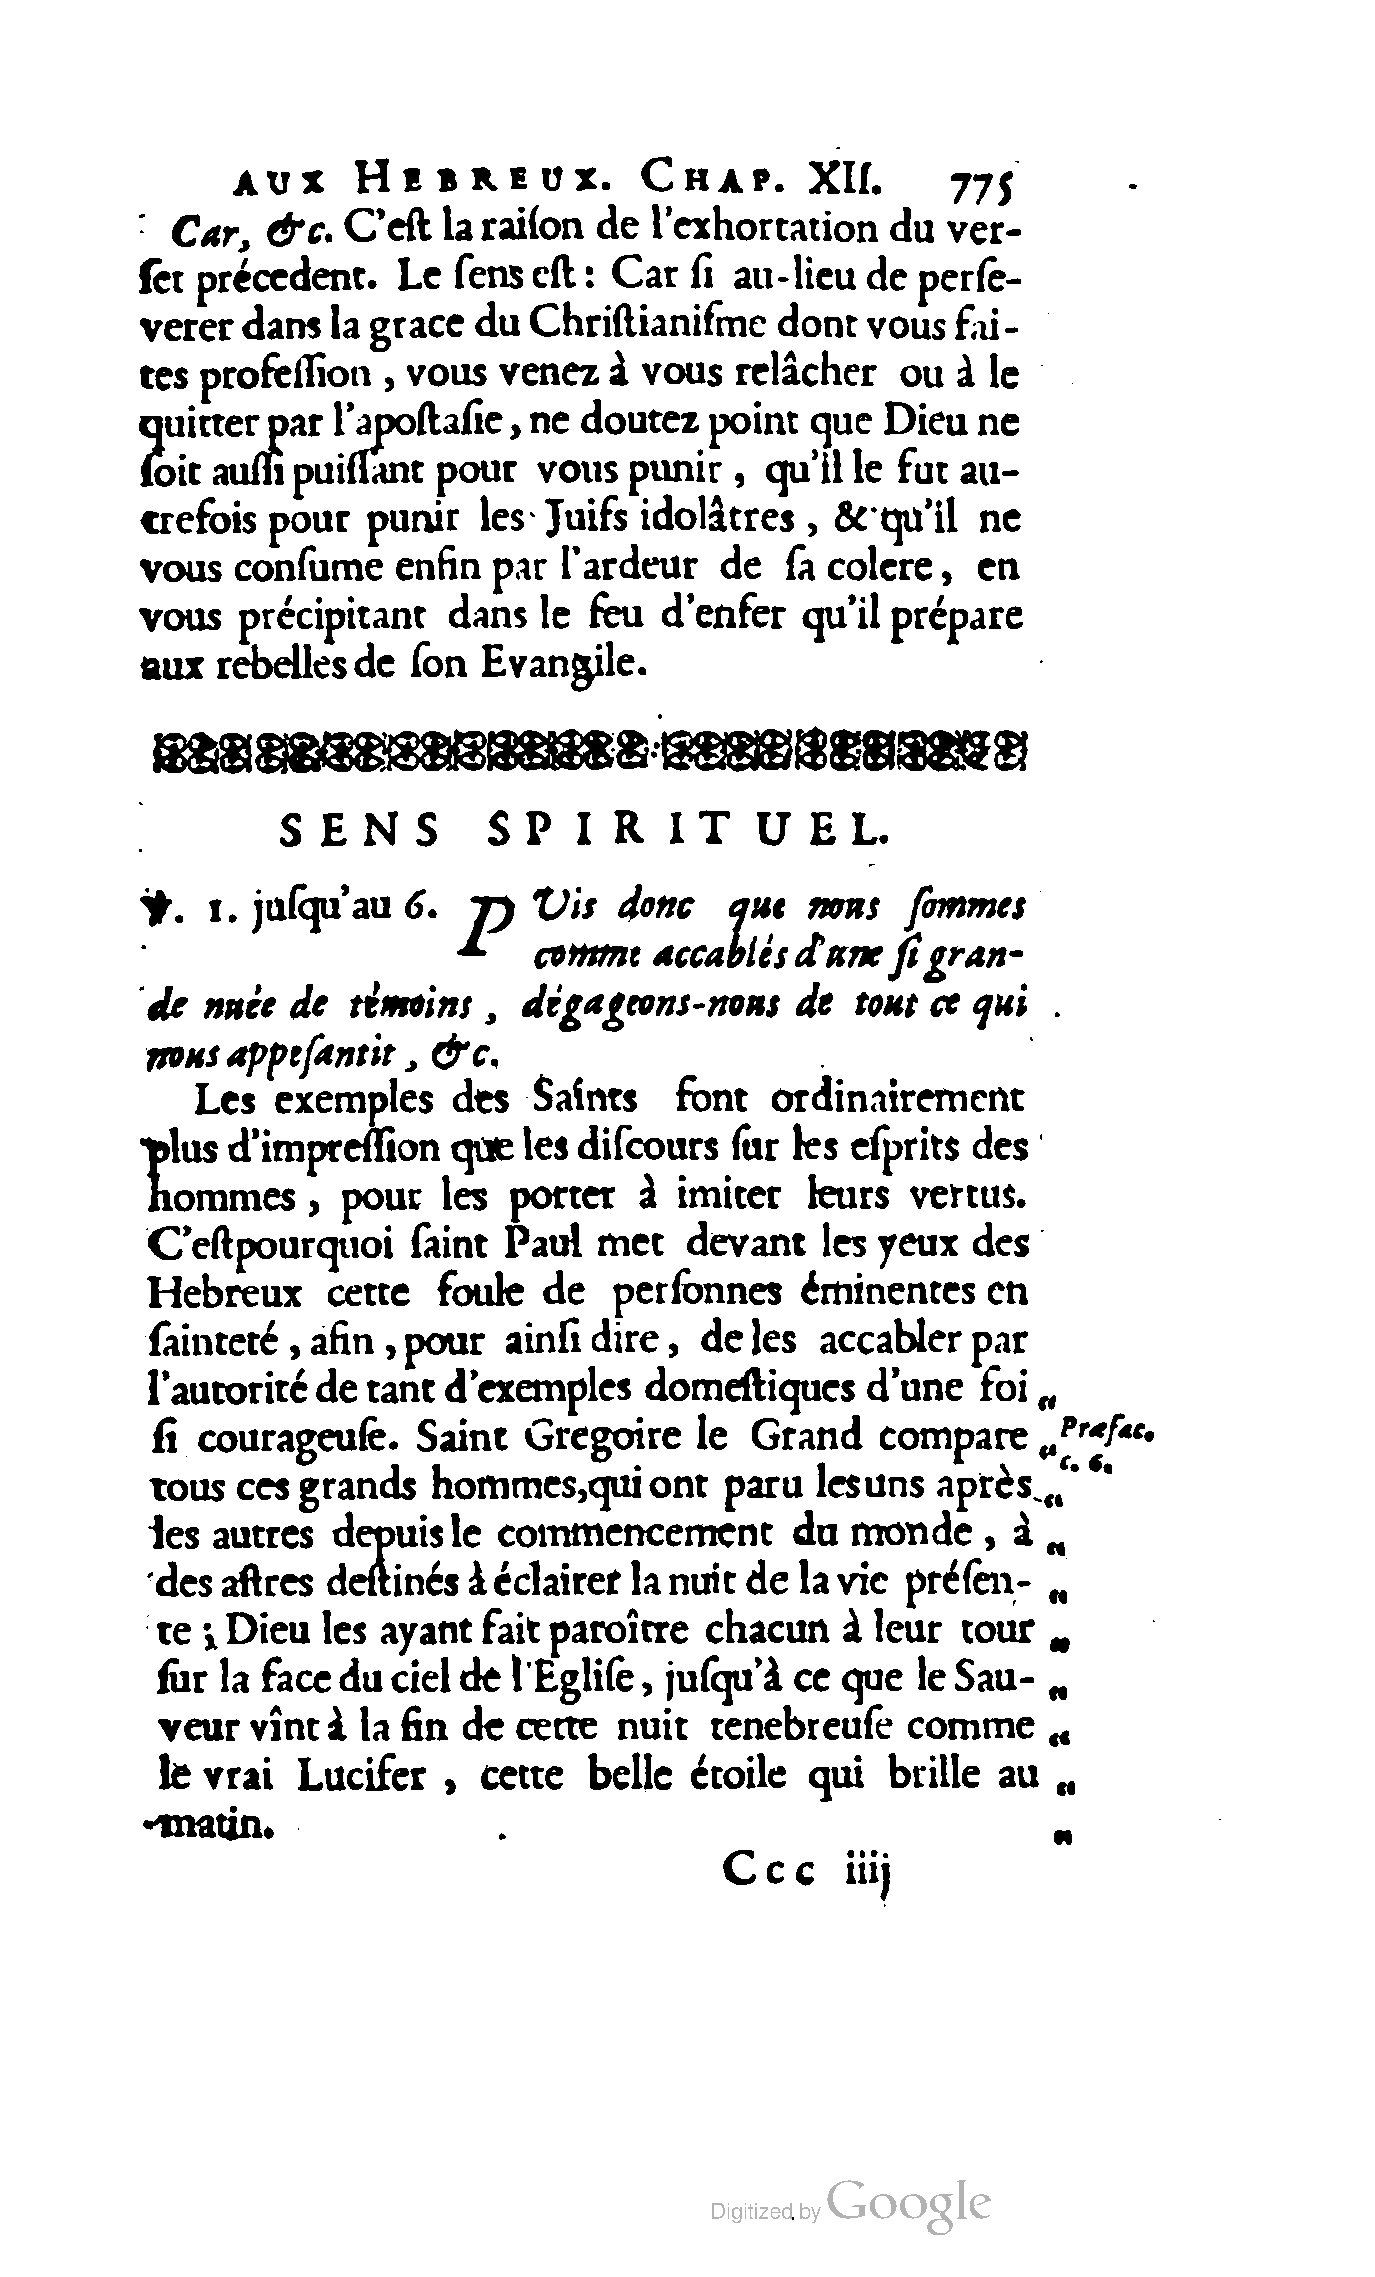 AUX HEBREUX. CHAP. XII. 775
Car, &c. C'eſt la raiſon de l'exhortation du ver-
ſet précedent. Le ſens eſt : Car ſi au-lieu de perſe-
verer dans la grace du Chriſtianiſme dont vous fai-
tes profeſſion , vous venez à vous relâcher ou à le
quitter par l'apoſtaſie, ne doutez point que Dieu ne
ſoit auſſi puiſſant pour vous punir , qu'il le fut au-
trefois pour punir les Juifs idolâtres , & qu'il ne
vous conſume enfin par l'ardeur de ſa colere, en
vous précipitant dans le feu d'enfer qu'il prépare
aux rebelles de ſon Evangile.
SENS SPIRITUEL.
℣. 1. juſqu'au 6. PUis donc que nous ſommes
comme accablés d'une ſi gran-
de nuée de témoins , dégageons-nous de tout ce qui
nous appeſantit , &c.
Les exemples des Saints font ordinairement
plus d'impreſſion que les diſcours ſur les eſprits des
hommes , pour les porter à imiter leurs vertus.
C'eſtpourquoi ſaint Paul met devant les yeux des
Hebreux cette foule de perſonnes éminentes en
ſainteté , afin , pour ainſi dire , de les accabler par
l'autorité de tant d'exemples domeſtiques d'une foi „
ſi courageuſe. Saint Gregoire le Grand compare „ Præfac.
c. 6.
tous ces grands hommes,qui ont paru les uns après „
les autres depuis le commencement du monde , à „
des aſtres deſtinés à éclairer la nuit de la vie préſen- „
te ; Dieu les ayant fait paroître chacun à leur tour „
ſur la face du ciel de l'Egliſe, juſqu'à ce que le Sau- „
veur vînt à la fin de cette nuit tenebreuſe comme „
le vrai Lucifer , cette belle étoile qui brille au „
matin. „
Ccc iiij
Digitized by Google